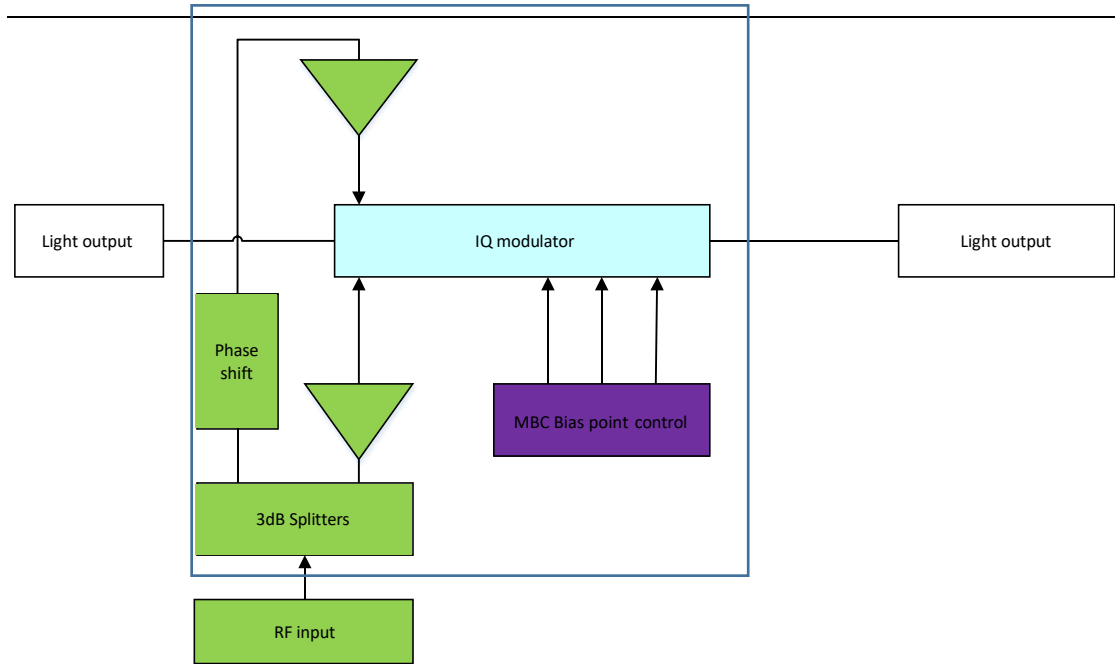 Light output
IQ modulator
Light output
Phase
shift
MBC Bias point control
3dB Splitters
RF input